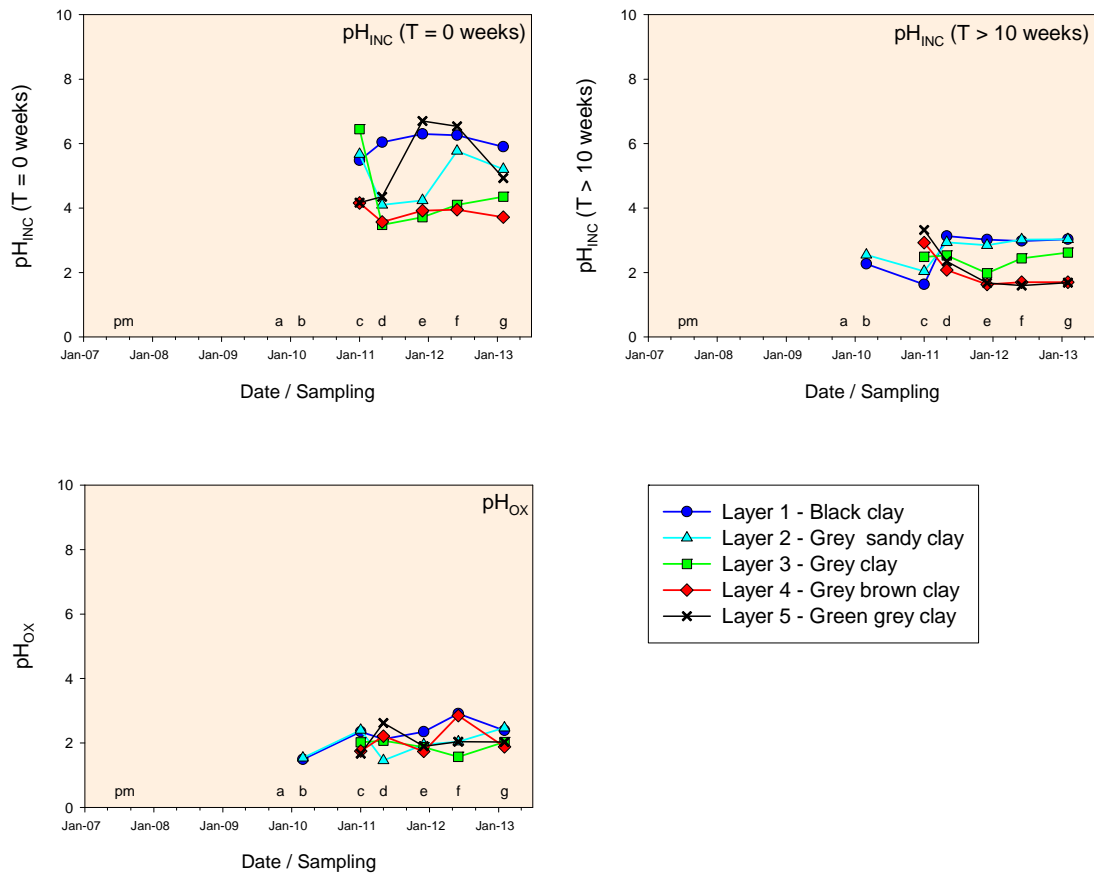 pH_INC (T = 0 weeks)
pH_INC (T = 0 weeks)
10
8
6
4
2
0
pm a b c d e f g
Jan-07 Jan-08 Jan-09 Jan-10 Jan-11 Jan-12 Jan-13
Date / Sampling
pH_INC (T > 10 weeks)
pH_INC (T > 10 weeks)
10
8
6
4
2
0
pm a b c d e f g
Jan-07 Jan-08 Jan-09 Jan-10 Jan-11 Jan-12 Jan-13
Date / Sampling
pH_OX
pH_OX
10
8
6
4
2
0
pm a b c d e f g
Jan-07 Jan-08 Jan-09 Jan-10 Jan-11 Jan-12 Jan-13
Date / Sampling
Layer 1 - Black clay
Layer 2 - Grey  sandy clay
Layer 3 - Grey clay
Layer 4 - Grey brown clay
Layer 5 - Green grey clay